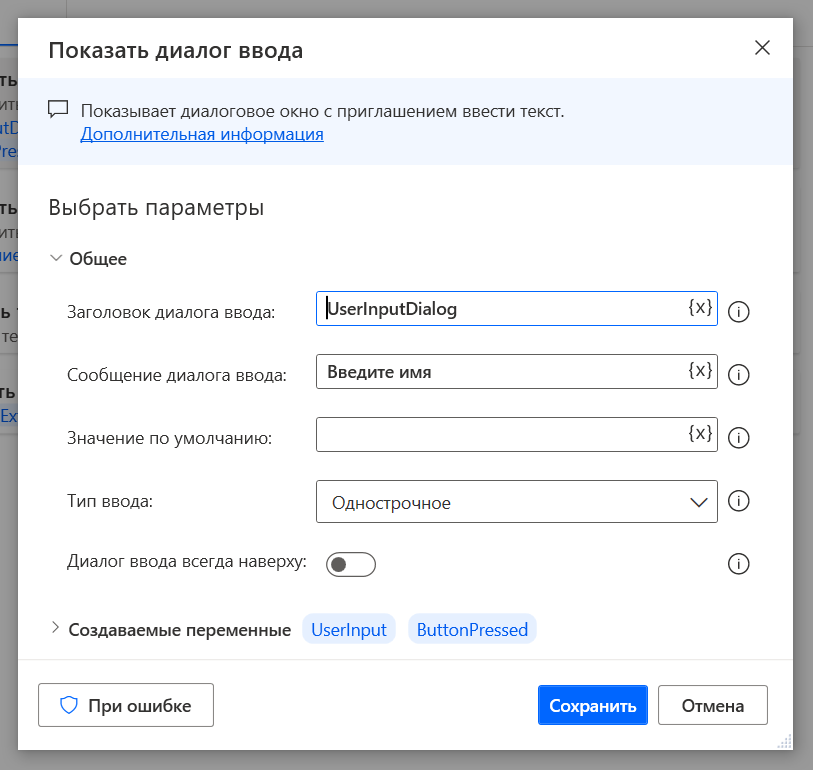 Показать диалог ввода
Показывает диалоговое окно с приглашением ввести текст.
Дополнительная информация
Выбрать параметры
Общее
Заголовок диалога ввода:
UserInputDialog {x}
Сообщение диалога ввода:
Введите имя {x}
Значение по умолчанию:
{x}
Тип ввода:
Однострочное
Диалог ввода всегда наверху:
Создаваемые переменные UserInput ButtonPressed
При ошибке
Сохранить
Отмена